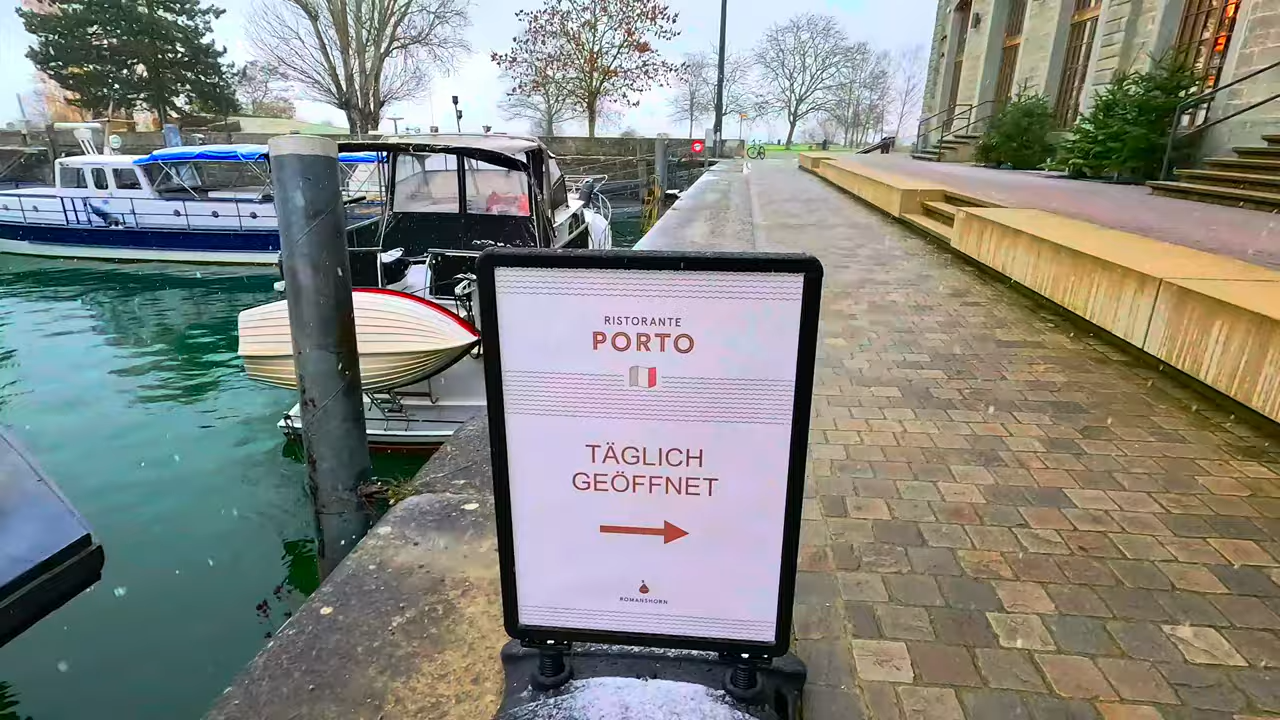 RISTORANTE
PORTO
TÄGLICH
GEÖFFNET
ROMANSHORN